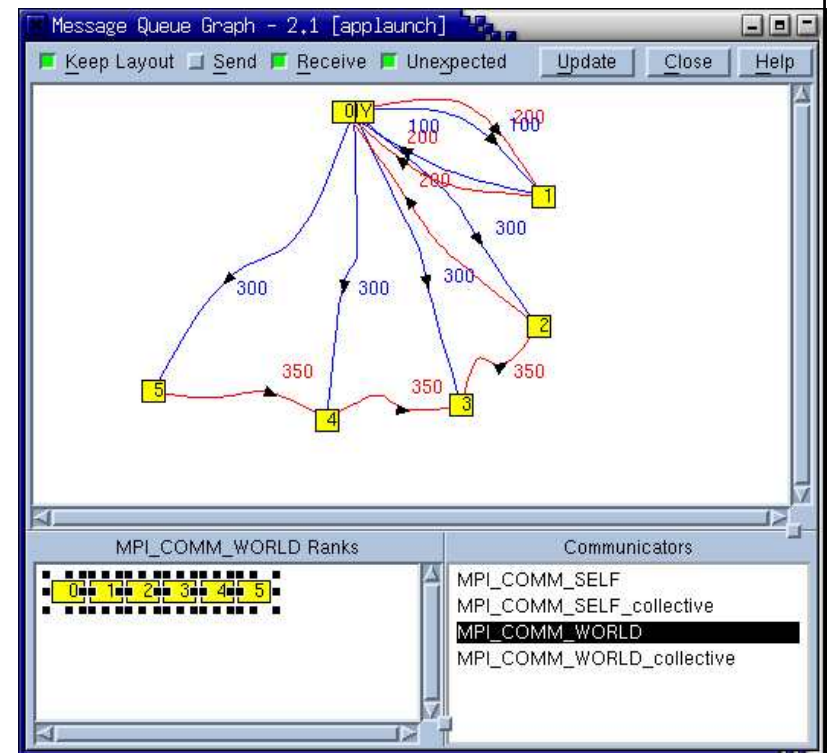 Message Queue Graph - 2.1 [applaunch]
Keep Layout Send Receive Unexpected Update Close Help
0 Y
200
100 100
200
200
1
300
300 300 300
2
350 350 350
5 4 3
MPI_COMM_WORLD Ranks
0 1 2 3 4 5
Communicators
MPI_COMM_SELF
MPI_COMM_SELF_collective
MPI_COMM_WORLD
MPI_COMM_WORLD_collective